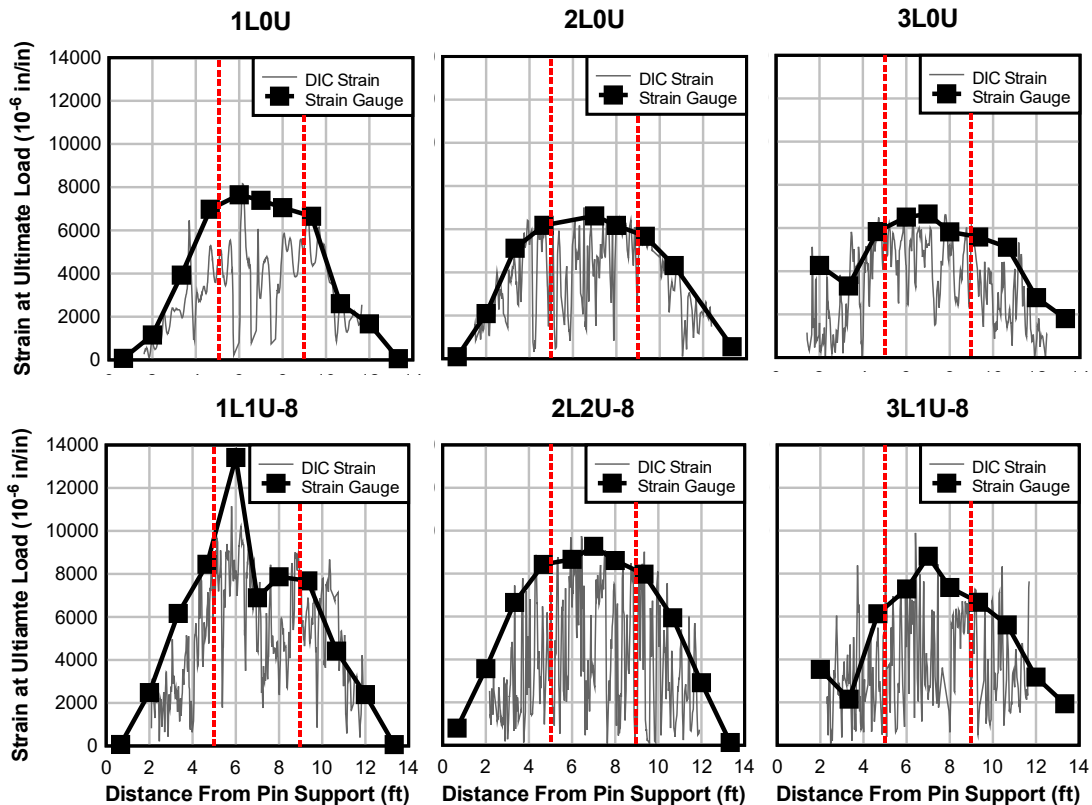 1L0U 2L0U 3L0U
Strain at Ultimate Load (10⁻⁶ in/in)
14000
12000
10000
8000
6000
4000
2000
0
DIC Strain
Strain Gauge
DIC Strain
Strain Gauge
DIC Strain
Strain Gauge
1L1U-8 2L2U-8 3L1U-8
Strain at Ultiamte Load (10⁻⁶ in/in)
14000
12000
10000
8000
6000
4000
2000
0
DIC Strain
Strain Gauge
DIC Strain
Strain Gauge
DIC Strain
Strain Gauge
0 2 4 6 8 10 12 14
0 2 4 6 8 10 12 14
0 2 4 6 8 10 12 14
Distance From Pin Support (ft) Distance From Pin Support (ft) Distance From Pin Support (ft)